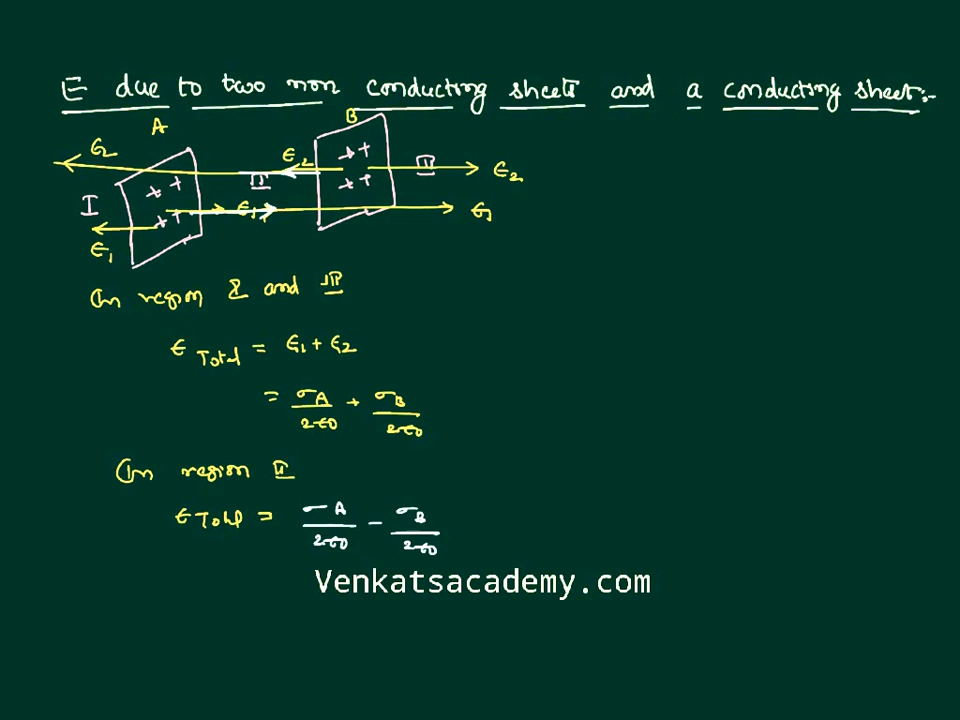 E due to two non conducting sheets and a conducting sheet:-
A
B
E2
E2
III
E2
I
II
E1
E1
E1
In region I and III
E Total = E1 + E2
= σA/2ϵ0 + σB/2ϵ0
In region II
E Total = σA/2ϵ0 - σB/2ϵ0
Venkatsacademy.com